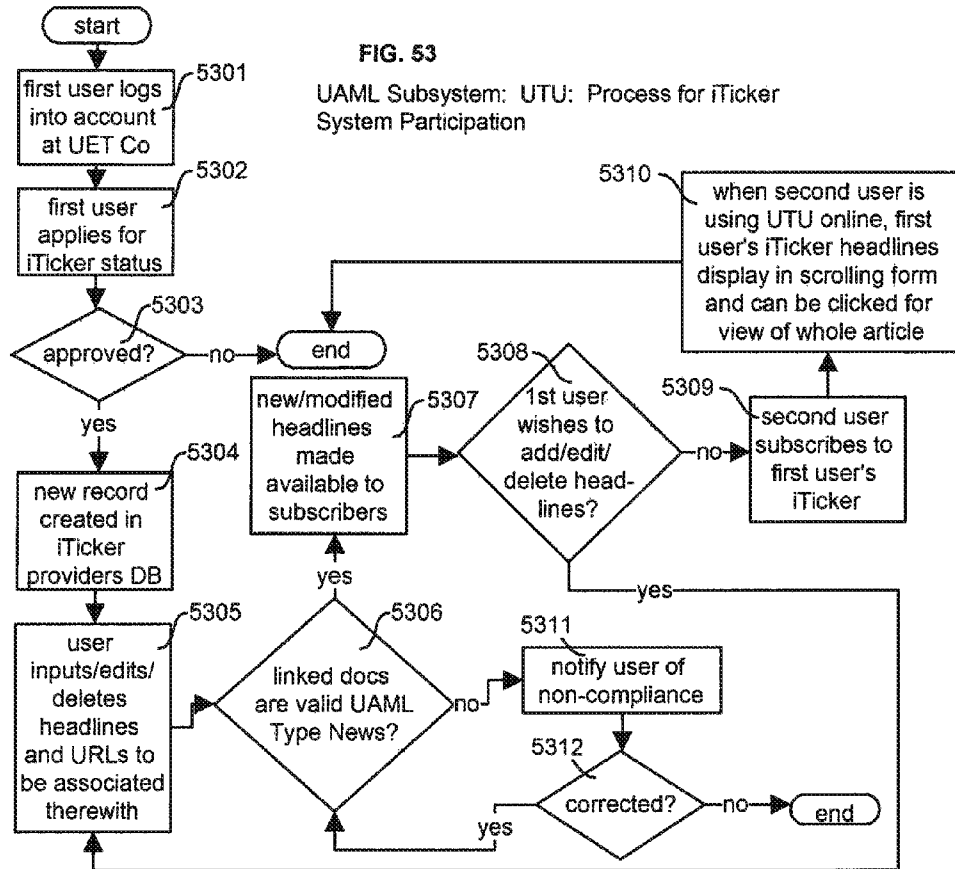 start
FIG. 53
UAML Subsystem: UTU: Process for iTicker
System Participation
5301
first user logs
into account
at UET Co
5302
first user
applies for
iTicker status
5303
approved?
no
end
yes
5304
new record
created in
iTicker
providers DB
5305
user
inputs/edits/
deletes
headlines
and URLs to
be associated
therewith
5306
linked docs
are valid UAML
Type News?
yes
5307
new/modified
headlines
made
available to
subscribers
5308
1st user
wishes to
add/edit/
delete head-
lines?
no
yes
5309
second user
subscribes to
first user's
iTicker
5310
when second user is
using UTU online, first
user's iTicker headlines
display in scrolling form
and can be clicked for
view of whole article
no
5311
notify user of
non-compliance
5312
corrected?
yes
no
end